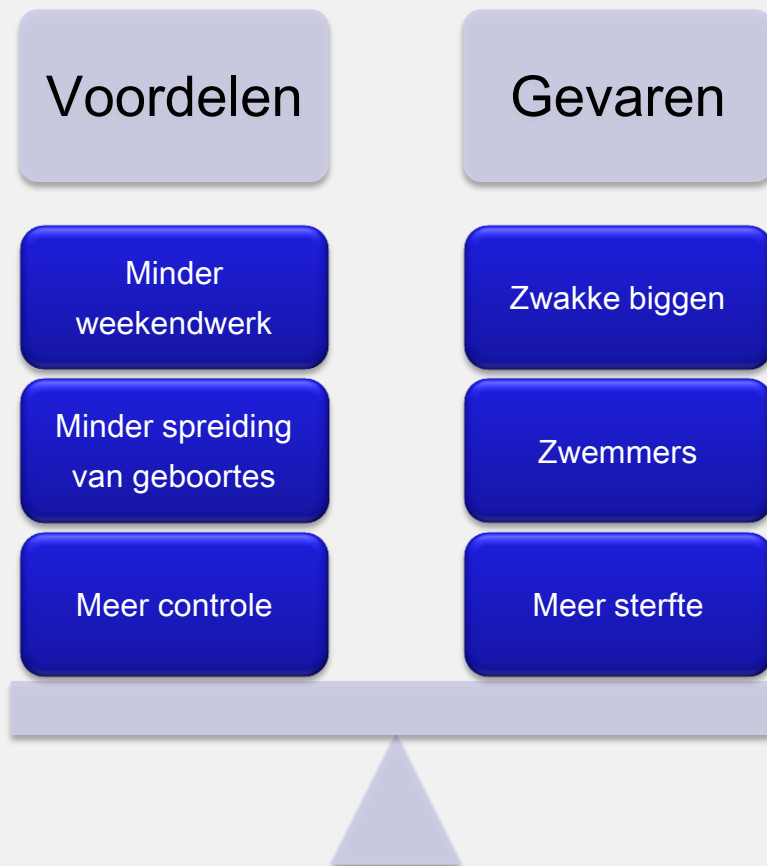 Voordelen
Minder
weekendwerk
Minder spreiding
van geboortes
Meer controle
Gevaren
Zwakke biggen
Zwemmers
Meer sterfte